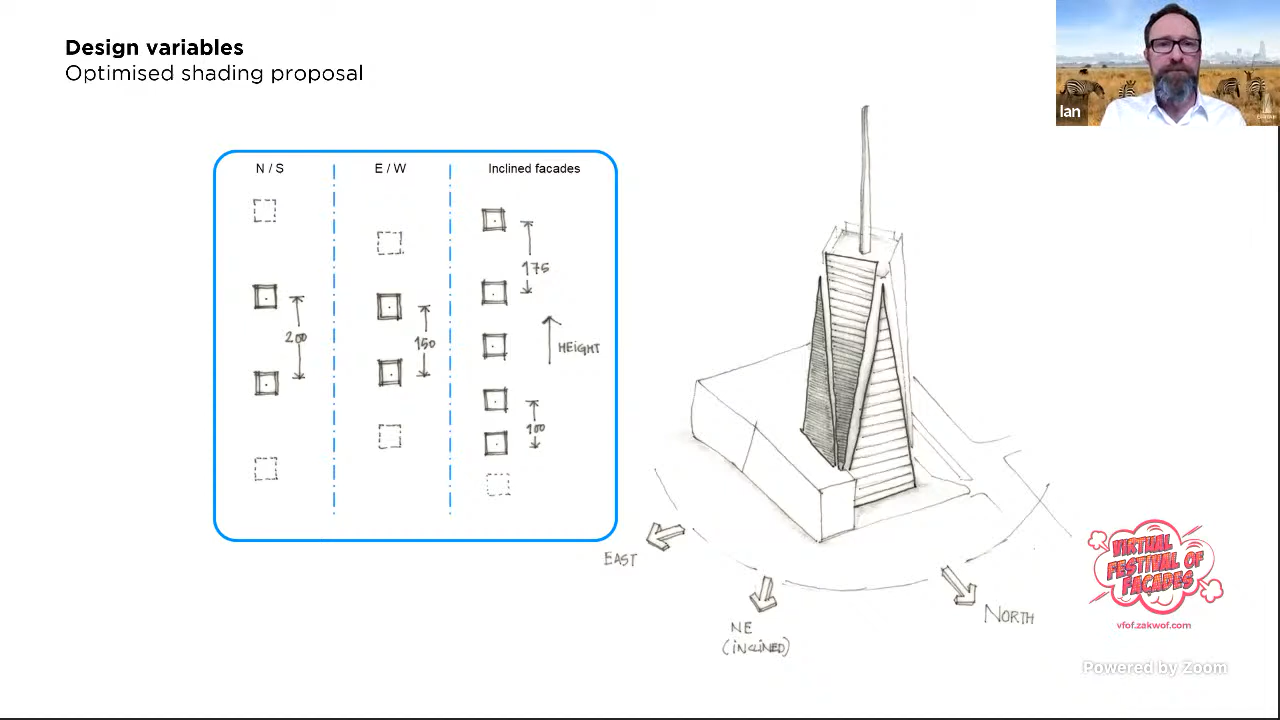 Design variables
Optimised shading proposal
Ian
N / S
E / W
Inclined facades
175
200
150
HEIGHT
100
EAST
NE
(INCLINED)
NORTH
VIRTUAL
FESTIVAL OF
FAÇADES
vfof.zakwof.com
Powered by Zoom